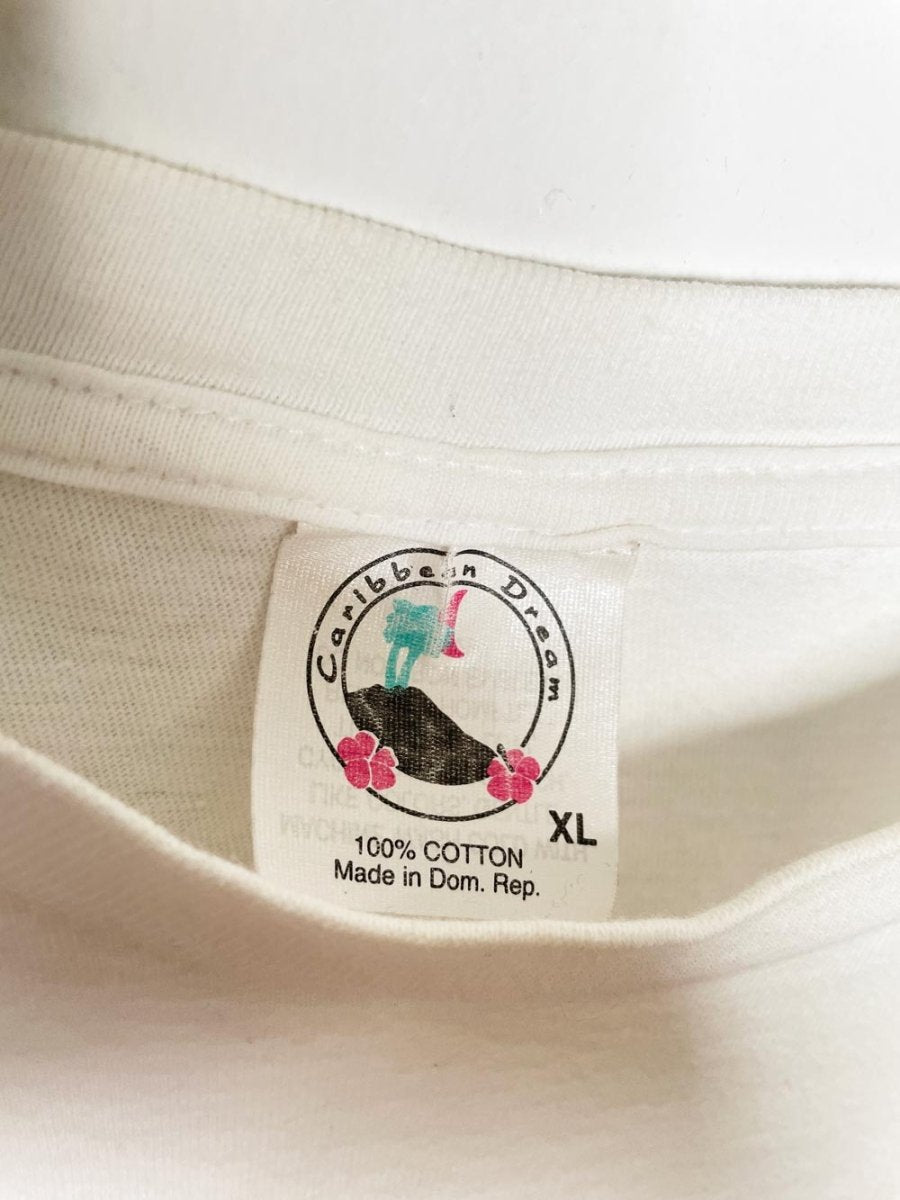 Caribbean Dream
XL
100% COTTON
Made in Dom. Rep.